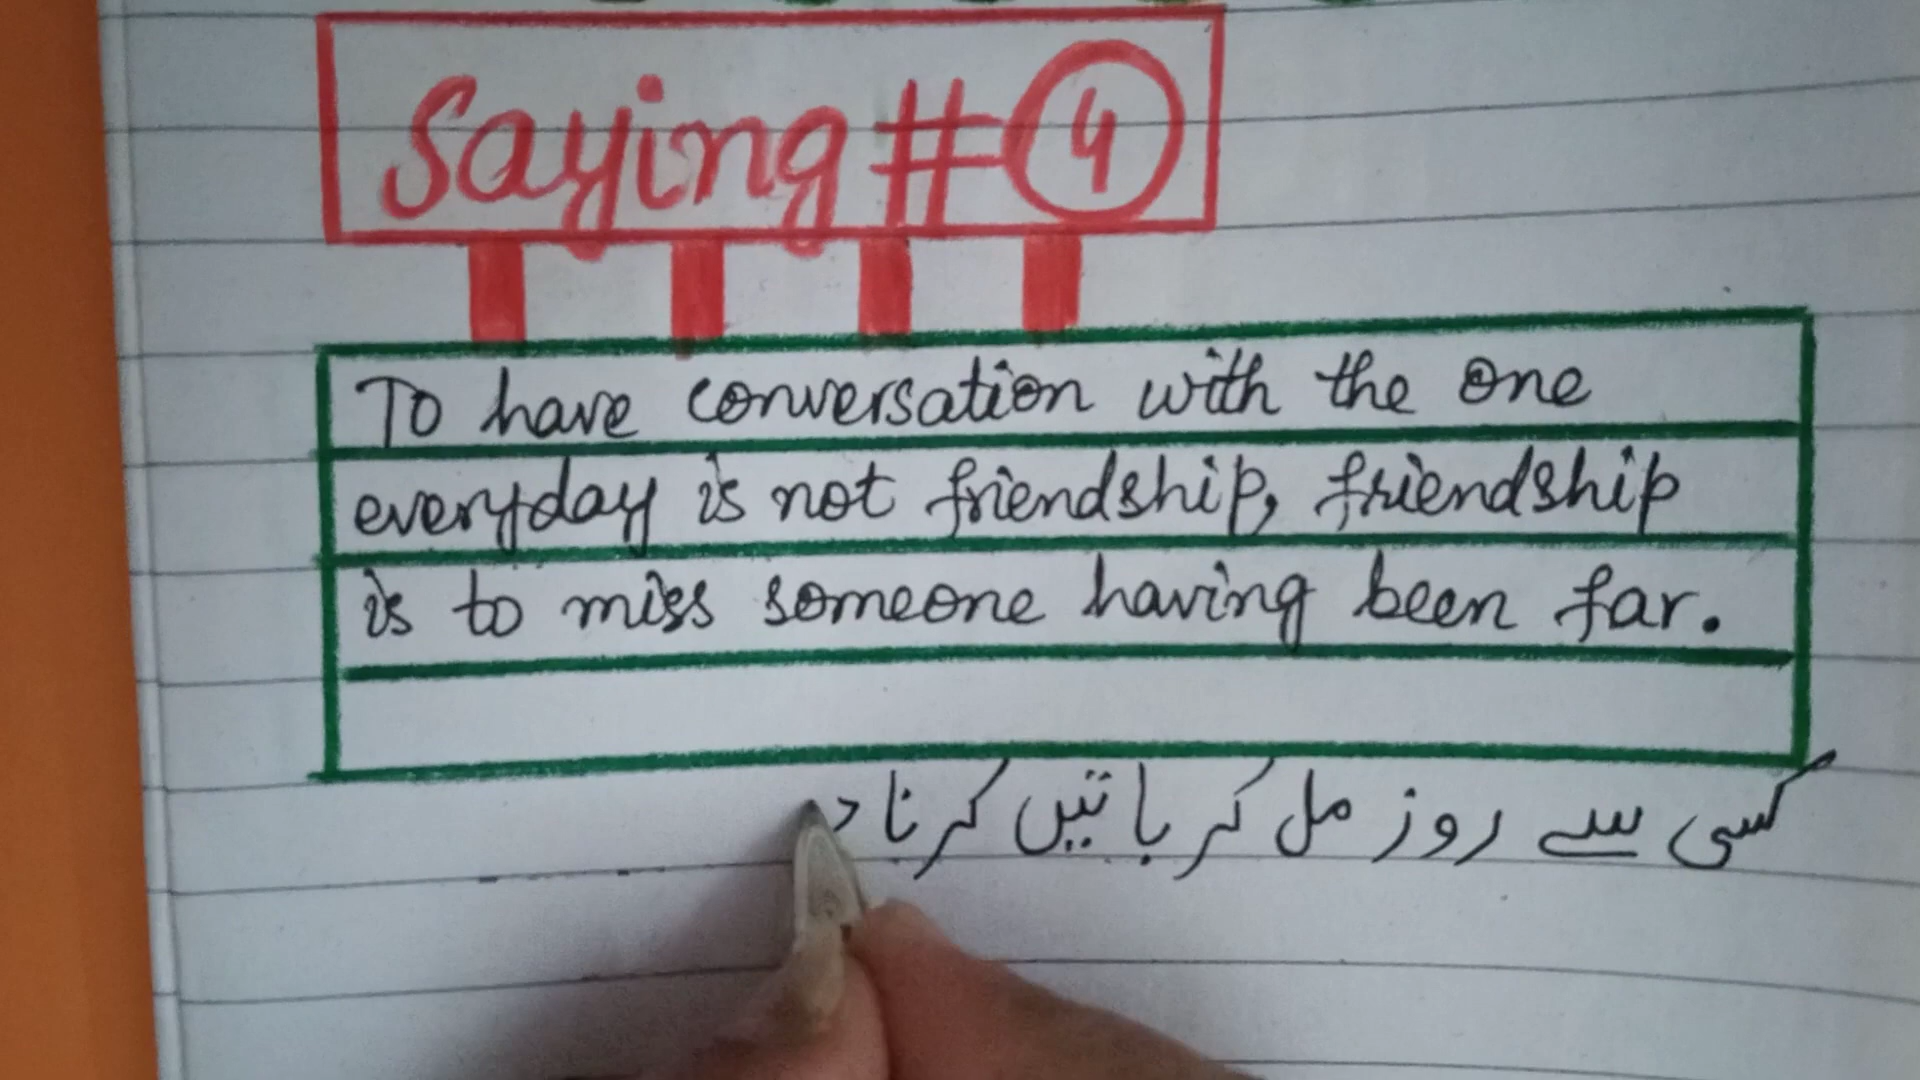 Saying # 4
To have conversation with the one
everyday is not friendship, friendship
is to miss someone having been far.
کسی سے روز مل کر باتیں کرنا د